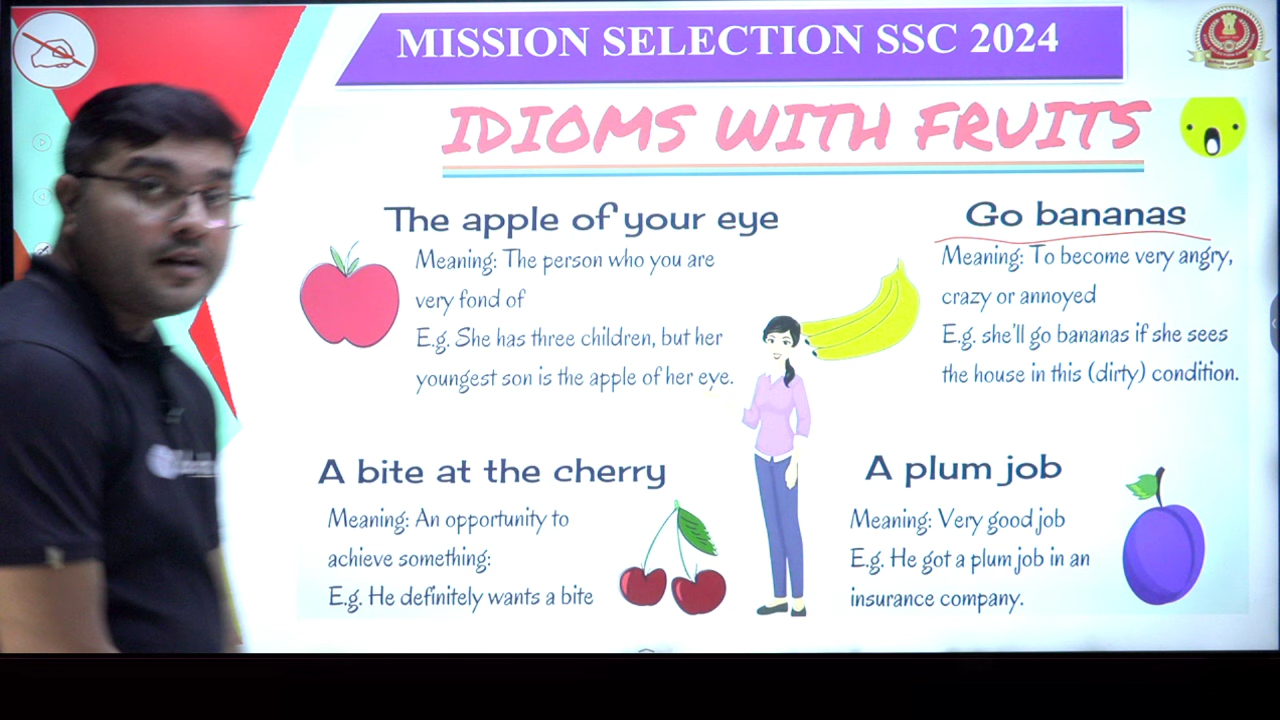 MISSION SELECTION SSC 2024
IDIOMS WITH FRUITS
The apple of your eye
Meaning: The person who you are
very fond of
E.g. She has three children, but her
youngest son is the apple of her eye.
Go bananas
Meaning: To become very angry,
crazy or annoyed
E.g. she'll go bananas if she sees
the house in this (dirty) condition.
A bite at the cherry
Meaning: An opportunity to
achieve something:
E.g. He definitely wants a bite
A plum job
Meaning: Very good job
E.g. He got a plum job in an
insurance company.